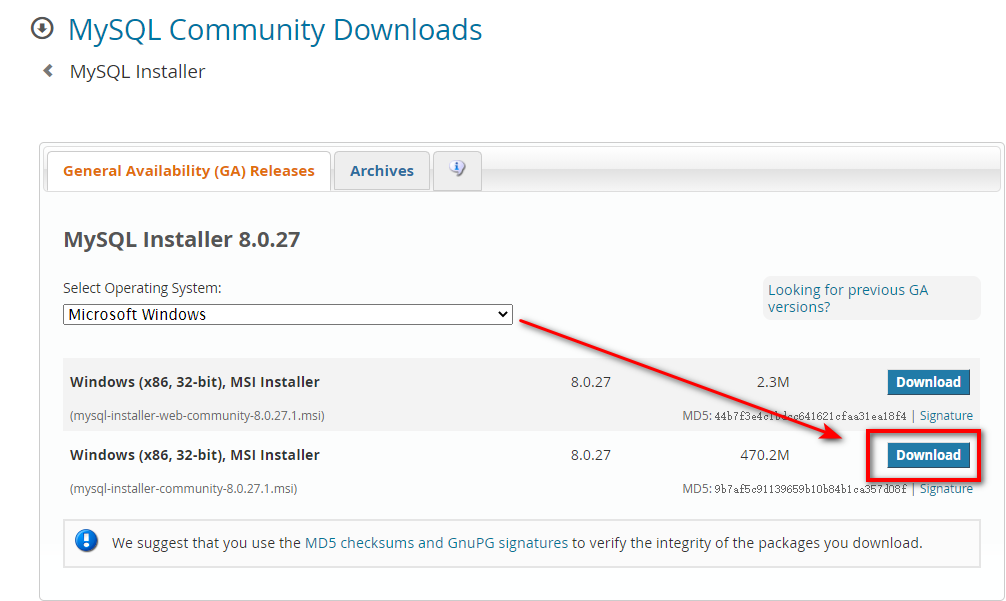 MySQL Community Downloads
MySQL Installer
General Availability (GA) Releases
Archives
MySQL Installer 8.0.27
Select Operating System:
Looking for previous GA
versions?
Microsoft Windows
Windows (x86, 32-bit), MSI Installer 8.0.27 2.3M Download
(mysql-installer-web-community-8.0.27.1.msi) MD5: | Signature
Windows (x86, 32-bit), MSI Installer 8.0.27 470.2M Download
(mysql-installer-community-8.0.27.1.msi) MD5: 9b7af5c91139659b10b84b1ca357d08f | Signature
We suggest that you use the MD5 checksums and GnuPG signatures to verify the integrity of the packages you download.